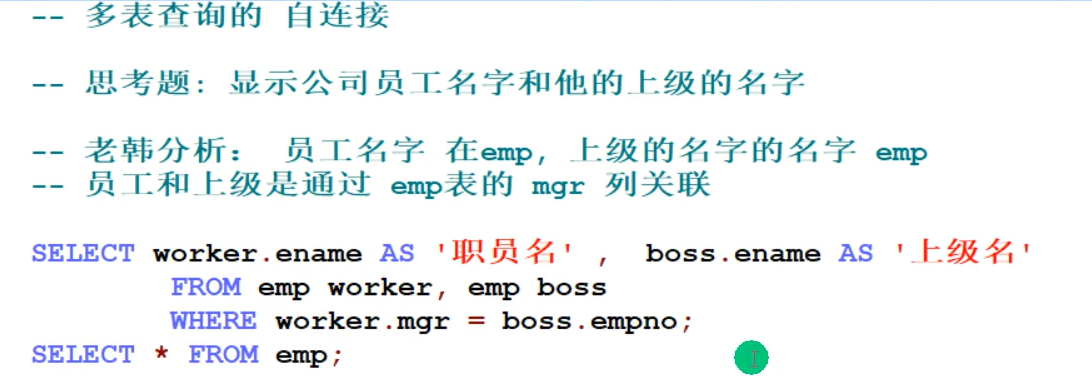 -- 多表查询的 自连接
-- 思考题: 显示公司员工名字和他的上级的名字
-- 老韩分析： 员工名字 在emp, 上级的名字的名字 emp
-- 员工和上级是通过 emp表的 mgr 列关联
SELECT worker.ename AS '职员名' , boss.ename AS '上级名'
FROM emp worker, emp boss
WHERE worker.mgr = boss.empno;
SELECT * FROM emp;